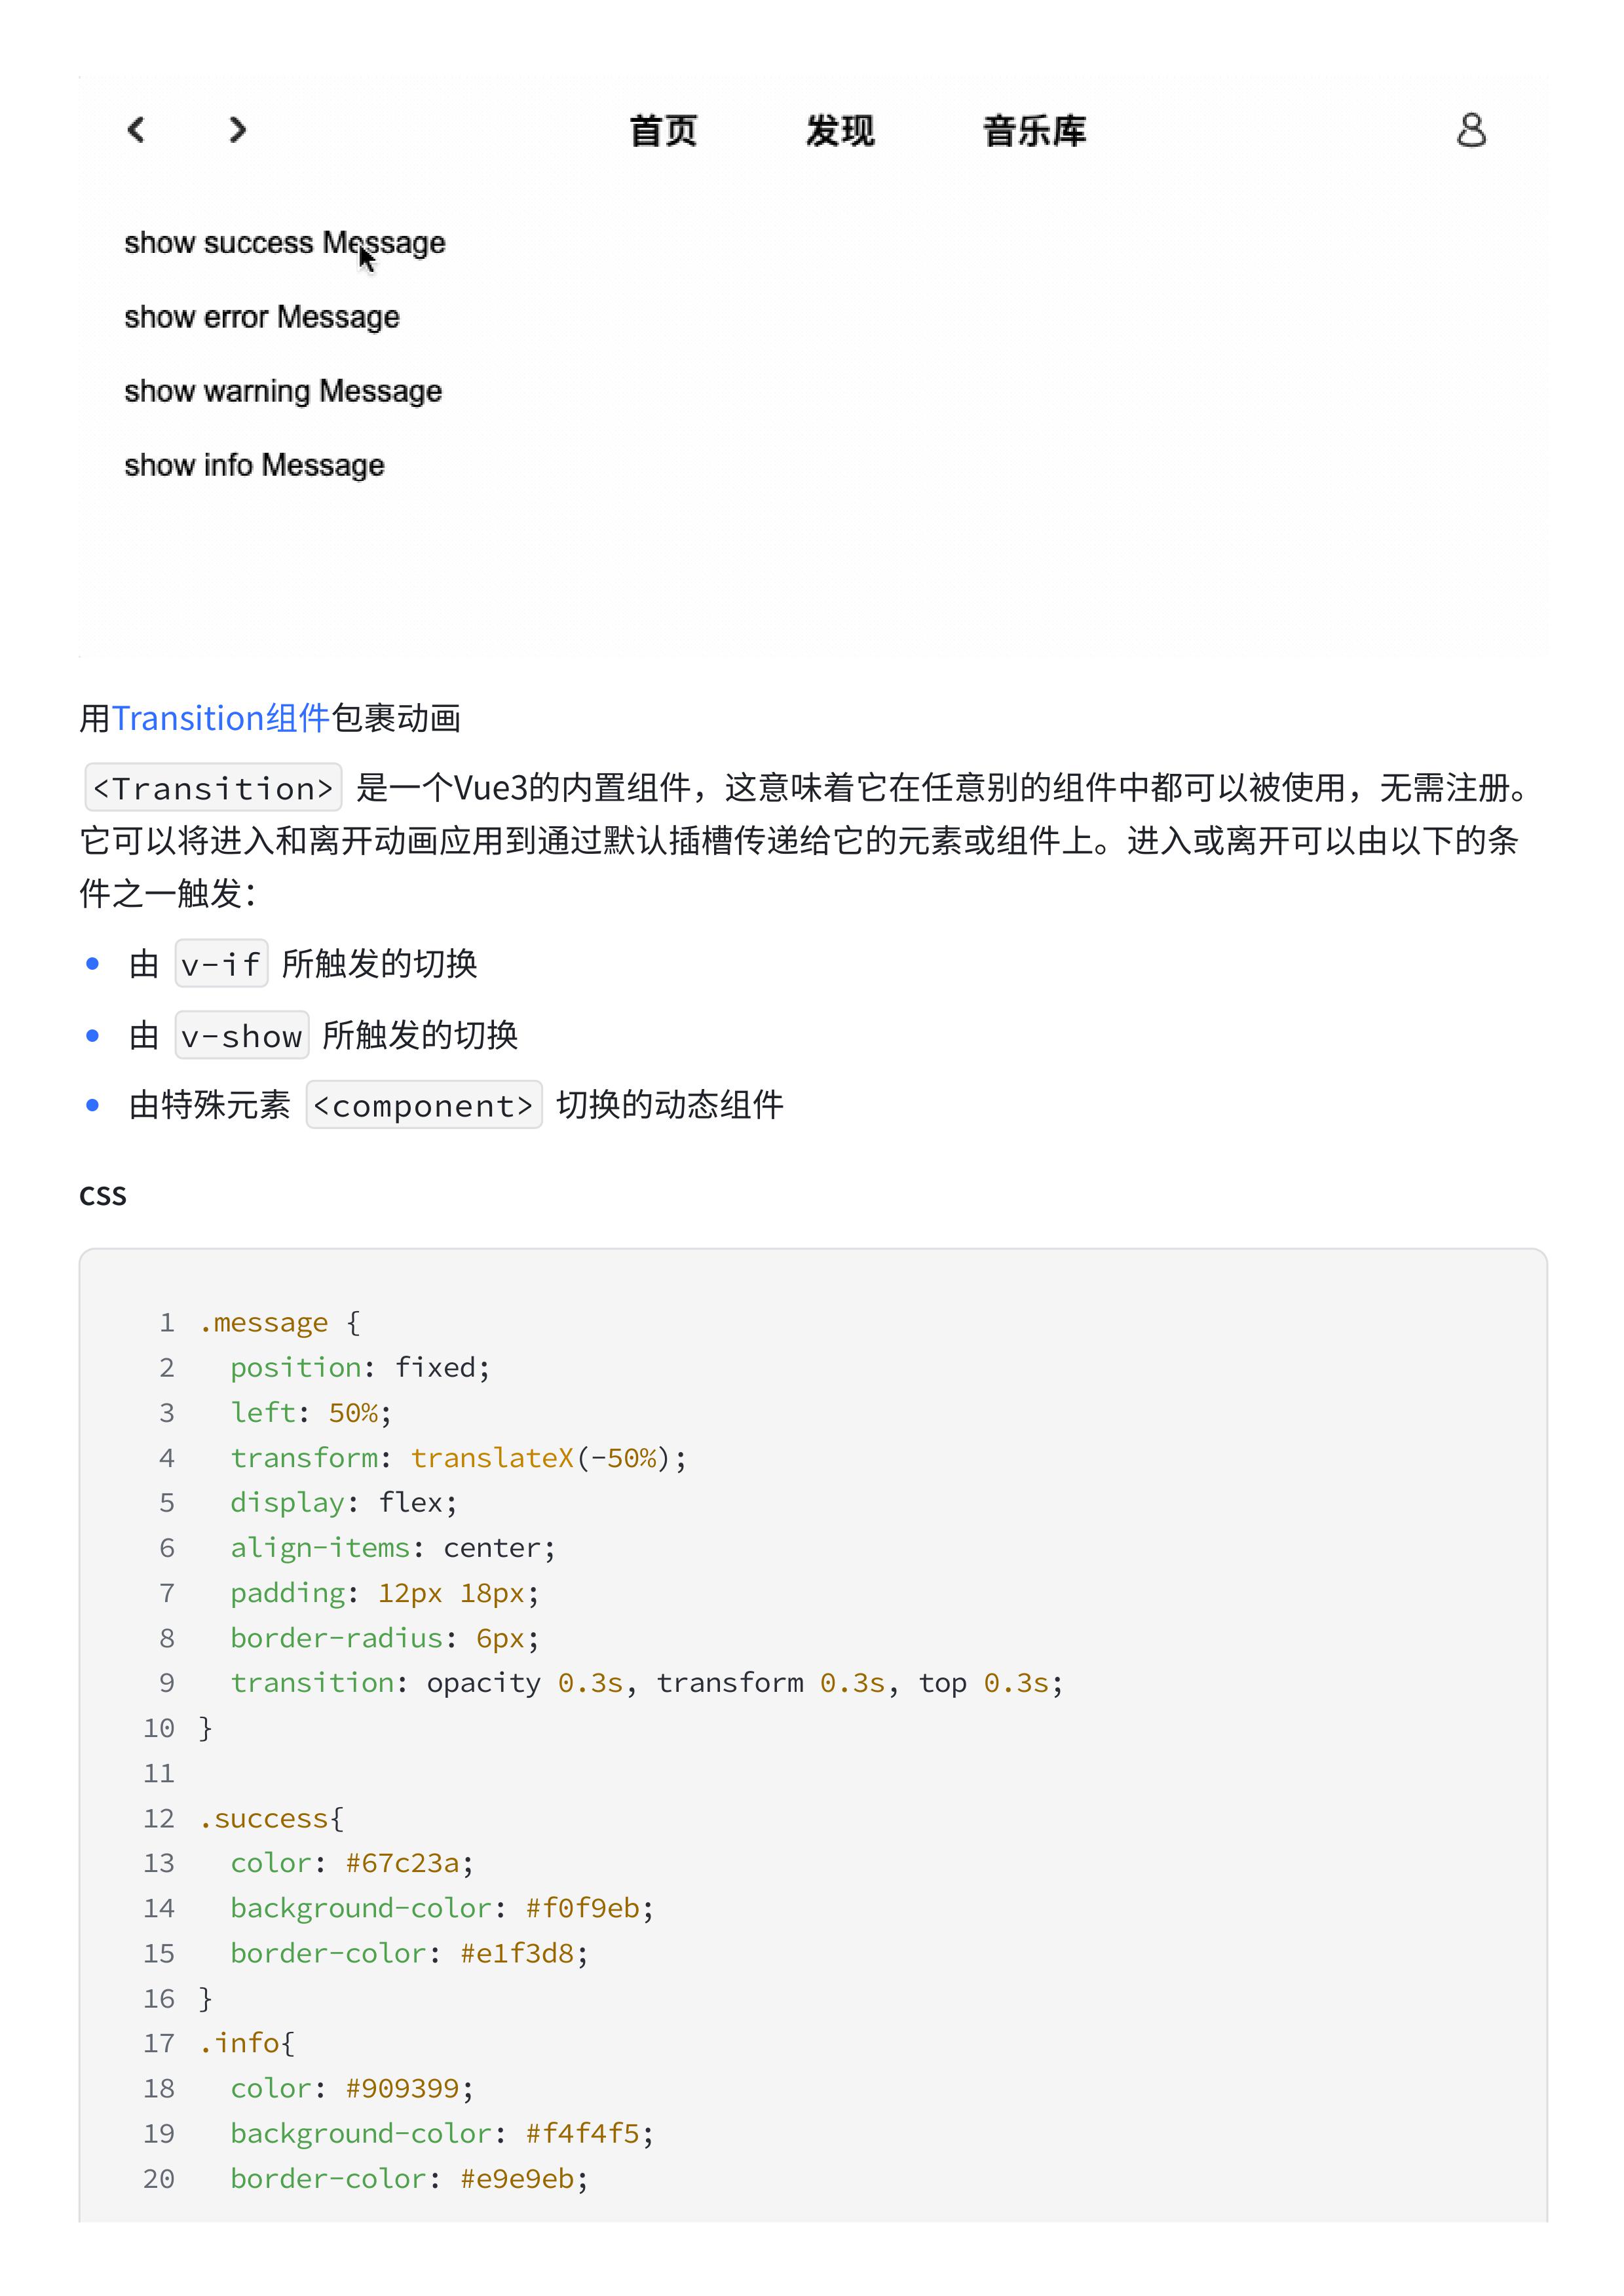 首页 发现 音乐库
show success Message
show error Message
show warning Message
show info Message
用Transition组件包裹动画
<Transition> 是一个Vue3的内置组件，这意味着它在任意别的组件中都可以被使用，无需注册。
它可以将进入和离开动画应用到通过默认插槽传递给它的元素或组件上。进入或离开可以由以下的条
件之一触发：
• 由 v-if 所触发的切换
• 由 v-show 所触发的切换
• 由特殊元素 <component> 切换的动态组件
css
1 .message {
2   position: fixed;
3   left: 50%;
4   transform: translateX(-50%);
5   display: flex;
6   align-items: center;
7   padding: 12px 18px;
8   border-radius: 6px;
9   transition: opacity 0.3s, transform 0.3s, top 0.3s;
10 }
11
12 .success{
13   color: #67c23a;
14   background-color: #f0f9eb;
15   border-color: #e1f3d8;
16 }
17 .info{
18   color: #909399;
19   background-color: #f4f4f5;
20   border-color: #e9e9eb;